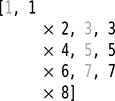 [1, 1
× 2, 3, 3
× 4, 5, 5
× 6, 7, 7
× 8]